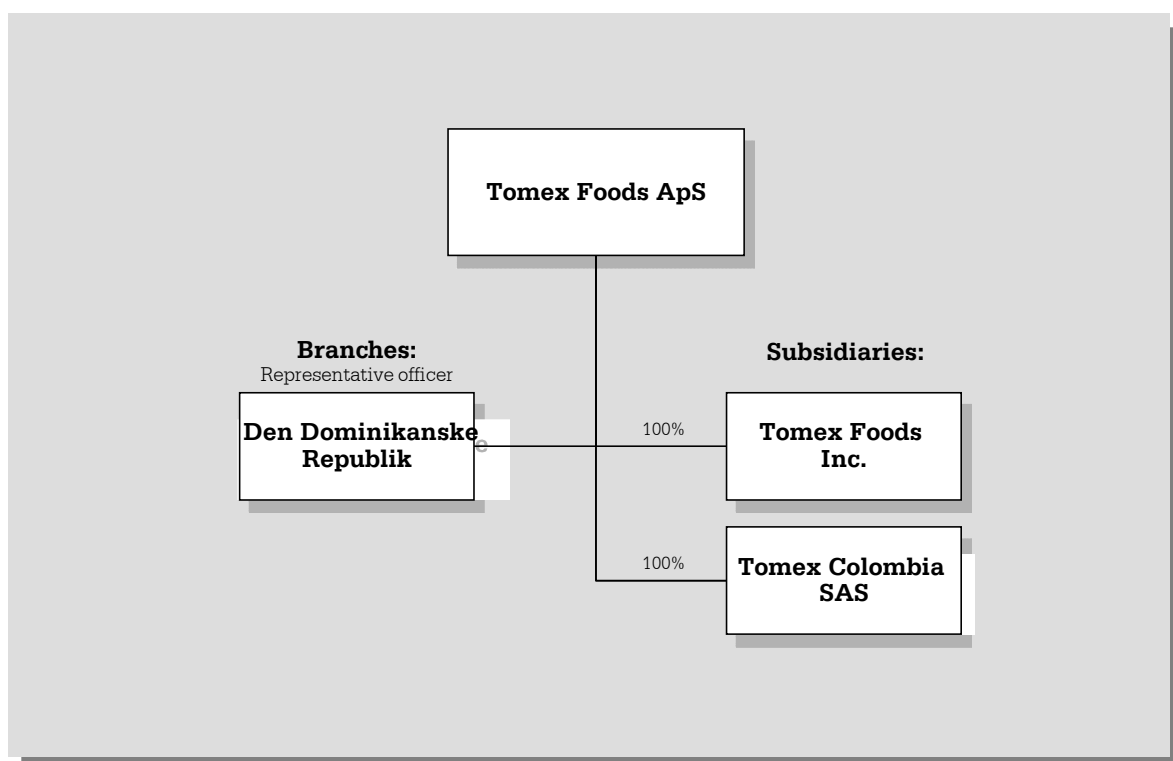 Tomex Foods ApS
Branches:
Representative officer
Subsidiaries:
Den Dominikanske
Republik
100%
Tomex Foods
Inc.
100%
Tomex Colombia
SAS